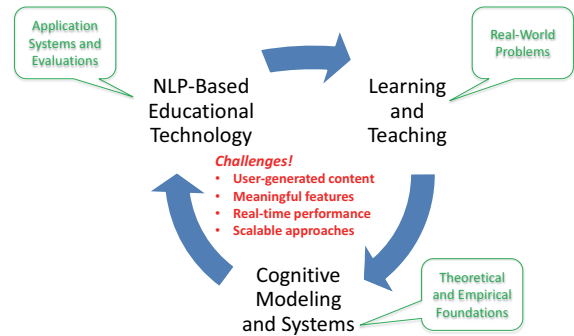 Application
Systems and
Evaluations
Real-World
Problems
NLP-Based
Educational
Technology
Learning
and
Teaching
Challenges!
• User-generated content
• Meaningful features
• Real-time performance
• Scalable approaches
Cognitive
Modeling
and Systems
Theoretical
and Empirical
Foundations